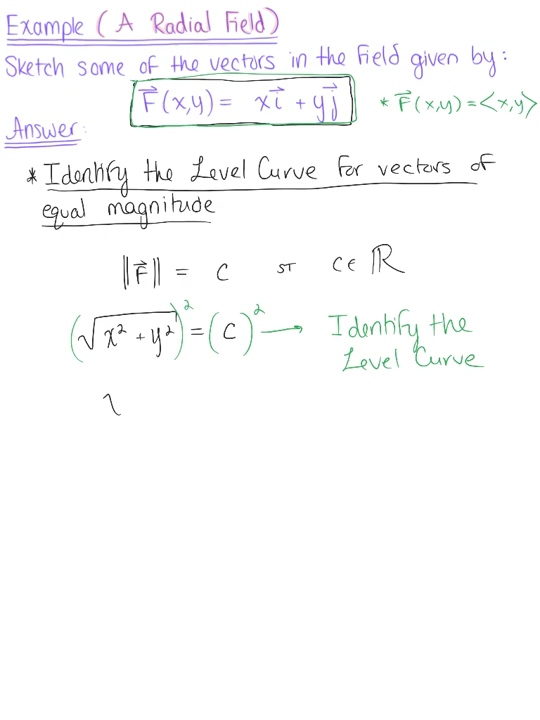 Example (A Radial Field)
Sketch some of the vectors in the Field given by:
F⃗(x,y) = xi⃗ + yj⃗ * F⃗(x,y) = <x,y>
Answer:
* Identify the Level Curve For vectors of
equal magnitude
||F⃗|| = C ST C ∈ ℝ
(√(x² + y²))² = (C)² → Identify the
Level Curve